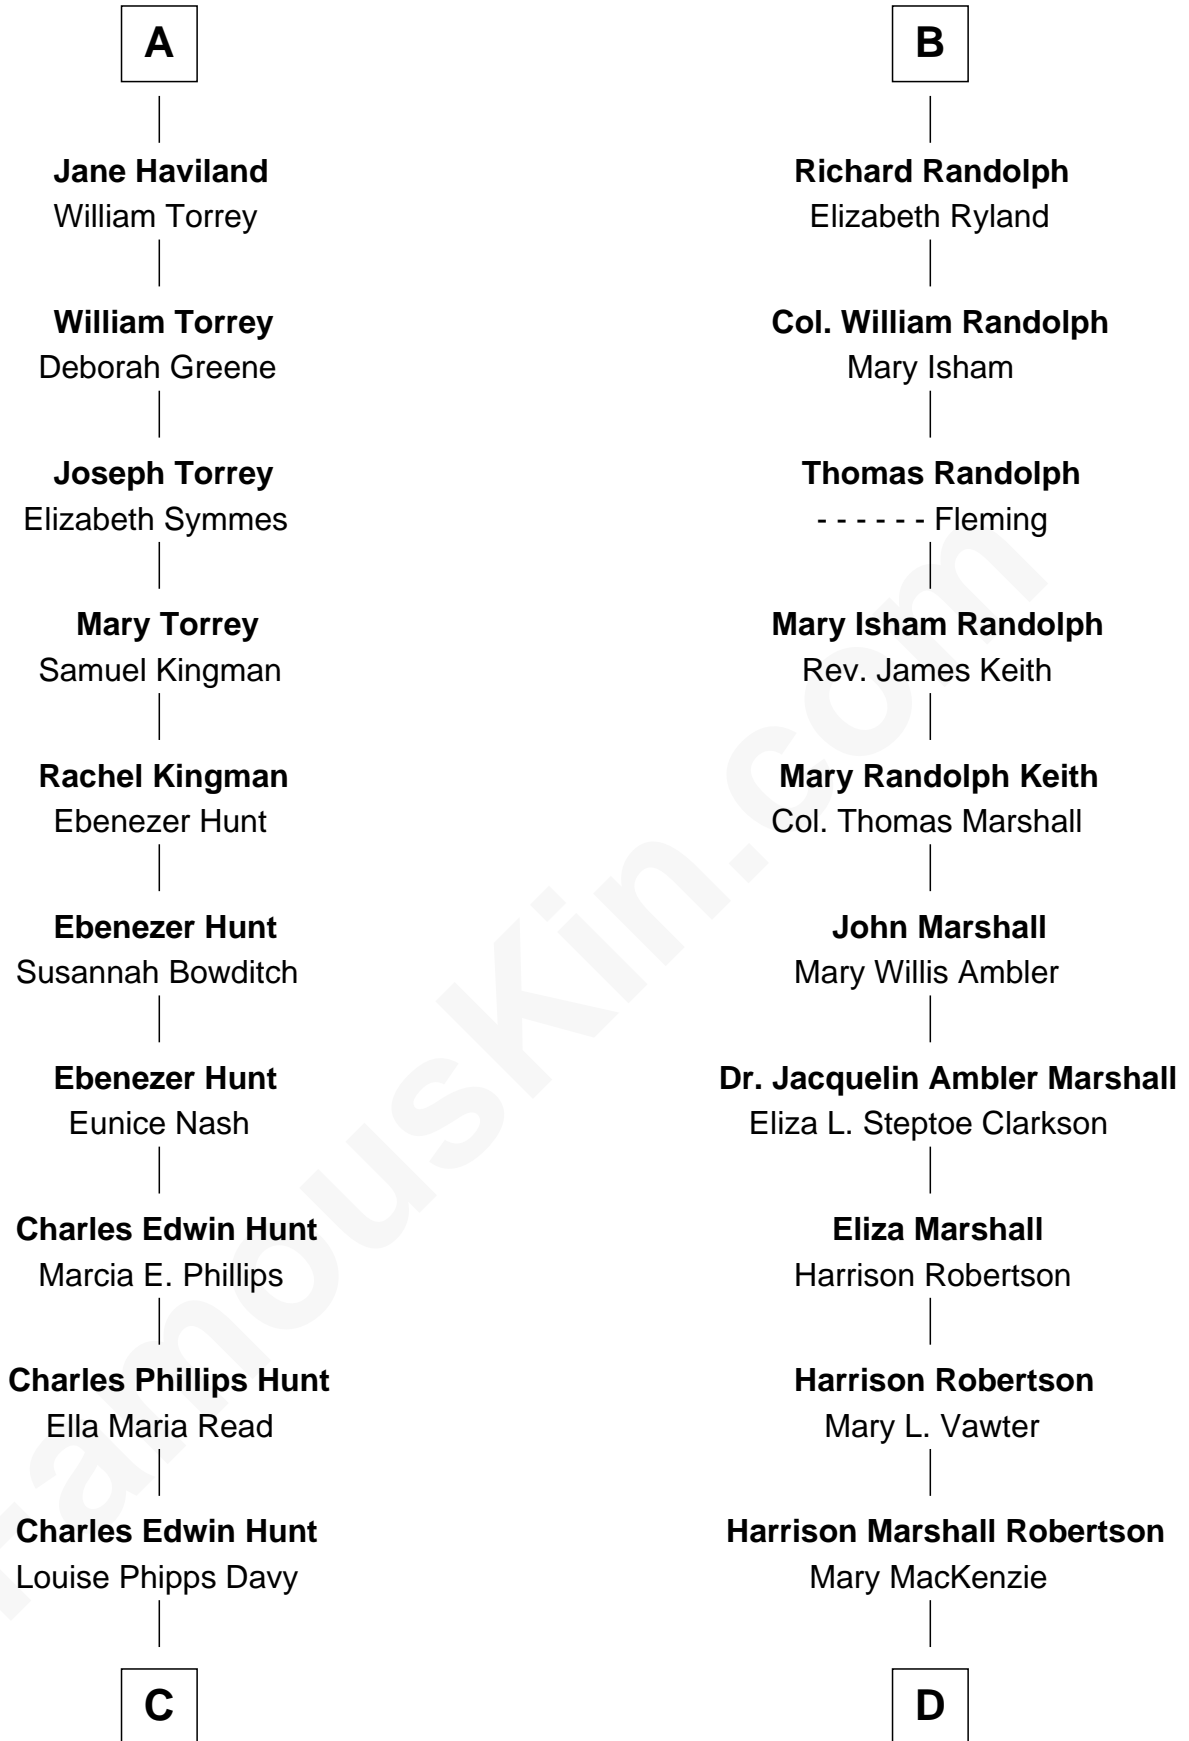 A
Jane Haviland
William Torrey
William Torrey
Deborah Greene
Joseph Torrey
Elizabeth Symmes
Mary Torrey
Samuel Kingman
Rachel Kingman
Ebenezer Hunt
Ebenezer Hunt
Susannah Bowditch
Ebenezer Hunt
Eunice Nash
Charles Edwin Hunt
Marcia E. Phillips
Charles Phillips Hunt
Ella Maria Read
Charles Edwin Hunt
Louise Phipps Davy
C
B
Richard Randolph
Elizabeth Ryland
Col. William Randolph
Mary Isham
Thomas Randolph
- - - - - - Fleming
Mary Isham Randolph
Rev. James Keith
Mary Randolph Keith
Col. Thomas Marshall
John Marshall
Mary Willis Ambler
Dr. Jacquelin Ambler Marshall
Eliza L. Steptoe Clarkson
Eliza Marshall
Harrison Robertson
Harrison Robertson
Mary L. Vawter
Harrison Marshall Robertson
Mary MacKenzie
D
FamousKin.com